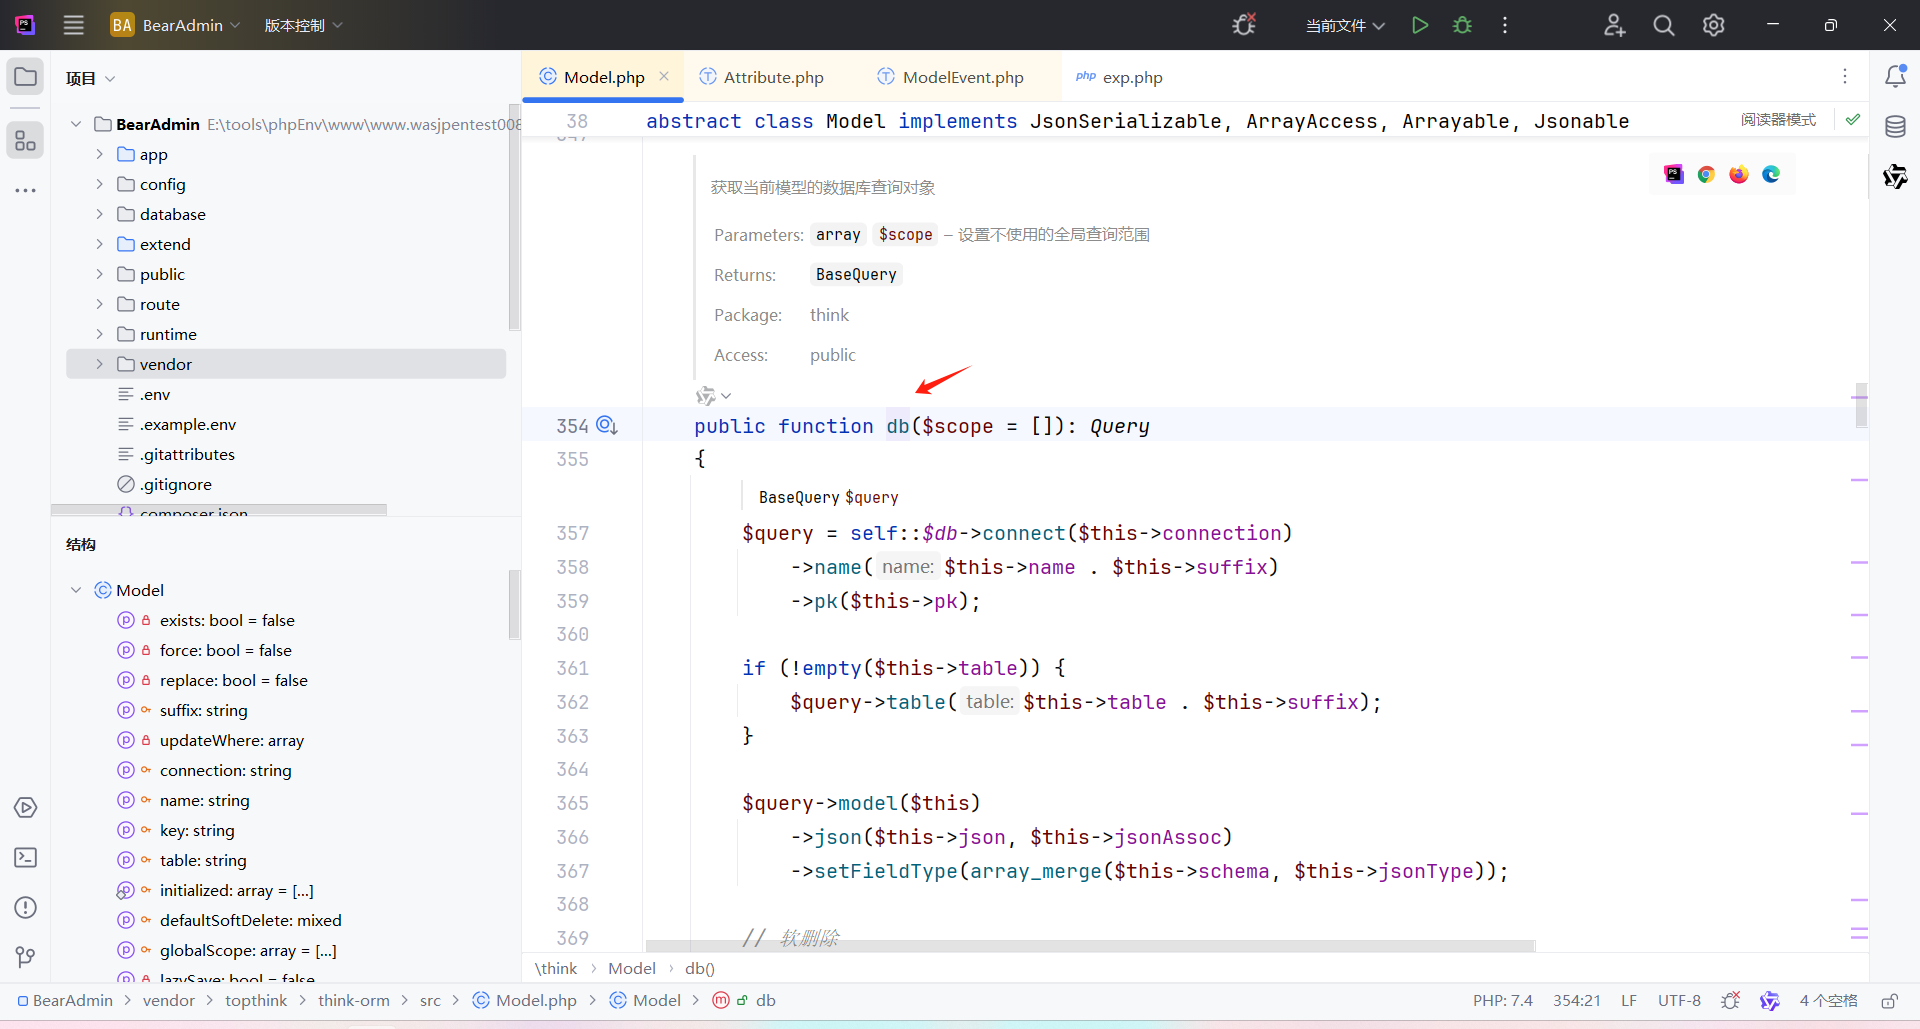 BA BearAdmin 版本控制 当前文件
项目
BearAdmin E:\tools\phpEnv\www\www.wasjpentest008
app
config
database
extend
public
route
runtime
vendor
.env
.example.env
.gitattributes
.gitignore
composer.json
结构
Model
exists: bool = false
force: bool = false
replace: bool = false
suffix: string
updateWhere: array
connection: string
name: string
key: string
table: string
initialized: array = [...]
defaultSoftDelete: mixed
globalScope: array = [...]
lazySave: bool = false
Model.php Attribute.php ModelEvent.php php exp.php
38 abstract class Model implements JsonSerializable, ArrayAccess, Arrayable, Jsonable 阅读器模式
347
获取当前模型的数据库查询对象
Parameters: array $scope – 设置不使用的全局查询范围
Returns: BaseQuery
Package: think
Access: public
354 public function db($scope = []): Query
355 {
BaseQuery $query
357 $query = self::$db->connect($this->connection)
358 ->name( name: $this->name . $this->suffix)
359 ->pk($this->pk);
360
361 if (!empty($this->table)) {
362 $query->table( table: $this->table . $this->suffix);
363 }
364
365 $query->model($this)
366 ->json($this->json, $this->jsonAssoc)
367 ->setFieldType(array_merge($this->schema, $this->jsonType));
368
369 // 软删除
\think › Model › db()
BearAdmin > vendor > topthink > think-orm > src > Model.php > Model > db PHP: 7.4 354:21 LF UTF-8 4 个空格